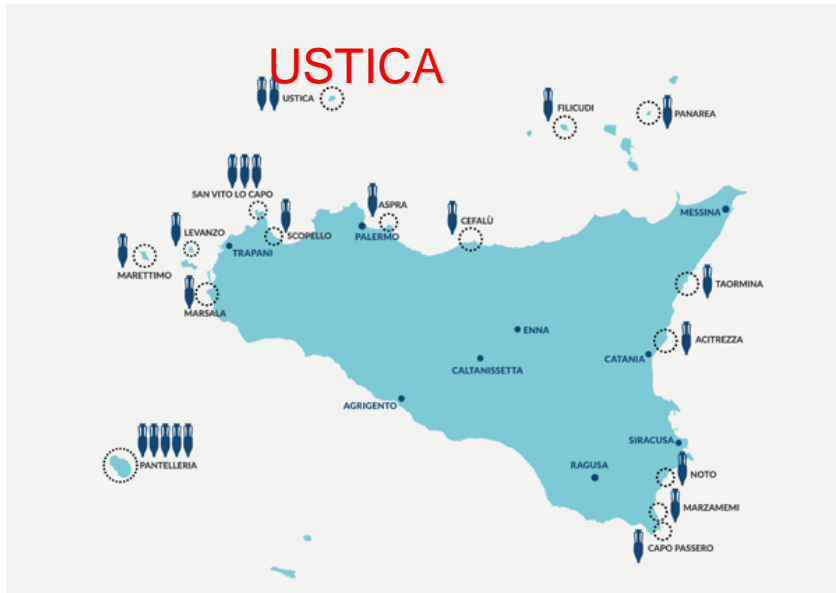 USTICA
USTICA
FILICUDI
PANAREA
SAN VITO LO CAPO
ASPRA
CEFALÙ
MESSINA
LEVANZO
SCOPELLO
PALERMO
TRAPANI
MARETTIMO
TAORMINA
MARSALA
ENNA
ACITREZZA
CATANIA
CALTANISSETTA
AGRIGENTO
SIRACUSA
PANTELLERIA
RAGUSA
NOTO
MARZAMEMI
CAPO PASSERO